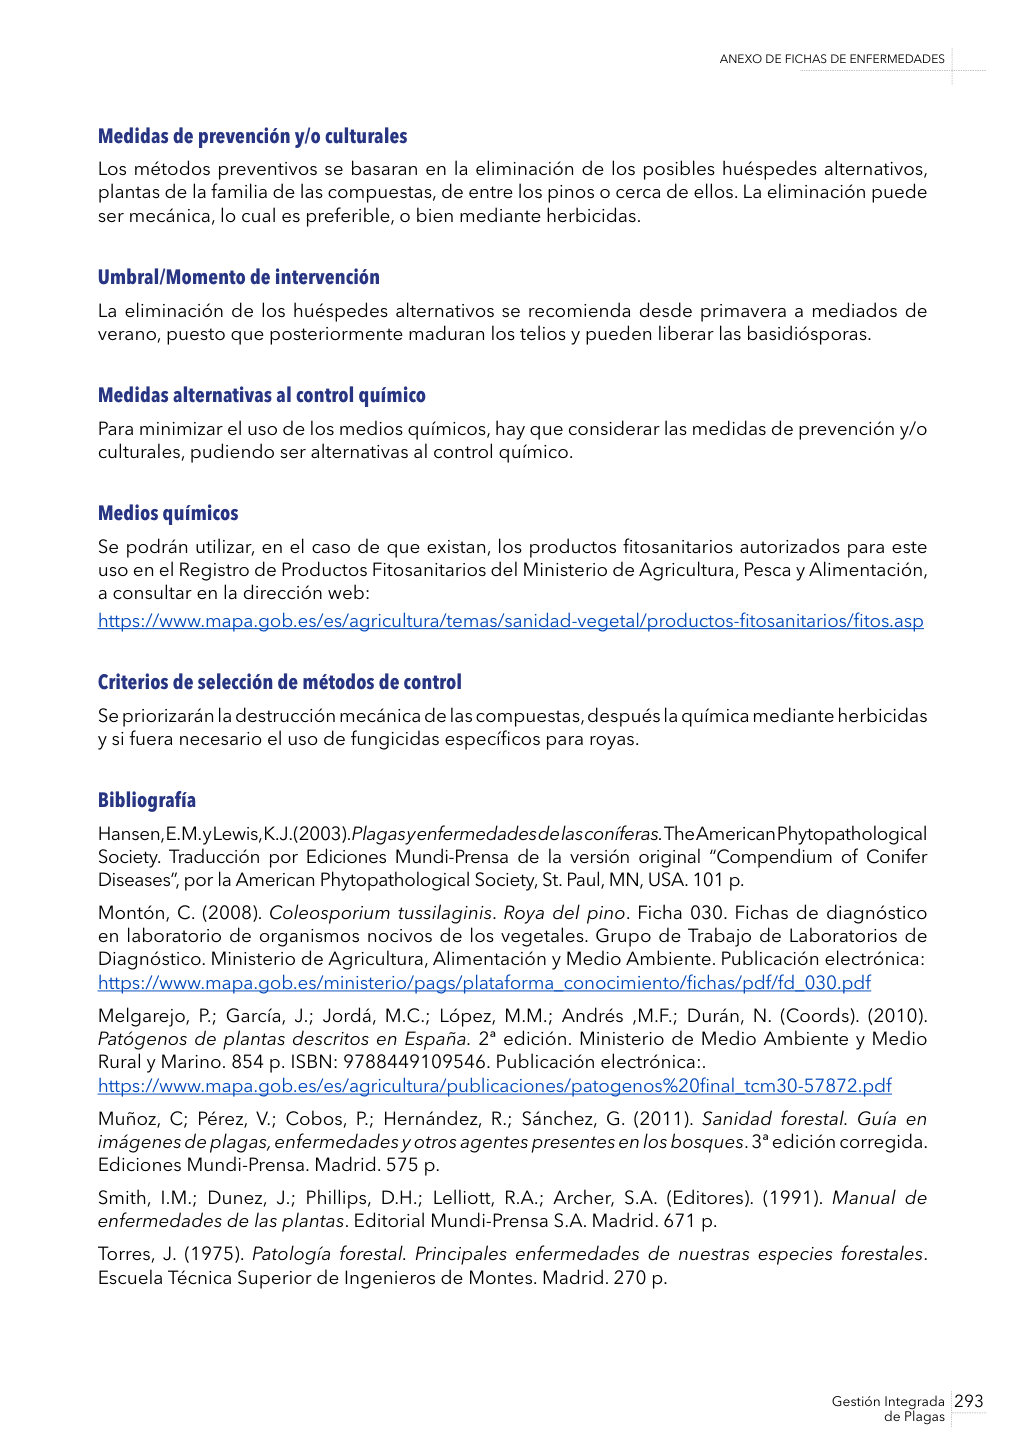 ANEXO DE FICHAS DE ENFERMEDADES
Medidas de prevención y/o culturales
Los métodos preventivos se basaran en la eliminación de los posibles huéspedes alternativos,
plantas de la familia de las compuestas, de entre los pinos o cerca de ellos. La eliminación puede
ser mecánica, lo cual es preferible, o bien mediante herbicidas.
Umbral/Momento de intervención
La eliminación de los huéspedes alternativos se recomienda desde primavera a mediados de
verano, puesto que posteriormente maduran los telios y pueden liberar las basidiósporas.
Medidas alternativas al control químico
Para minimizar el uso de los medios químicos, hay que considerar las medidas de prevención y/o
culturales, pudiendo ser alternativas al control químico.
Medios químicos
Se podrán utilizar, en el caso de que existan, los productos fitosanitarios autorizados para este
uso en el Registro de Productos Fitosanitarios del Ministerio de Agricultura, Pesca y Alimentación,
a consultar en la dirección web:
https://www.mapa.gob.es/es/agricultura/temas/sanidad-vegetal/productos-fitosanitarios/fitos.asp
Criterios de selección de métodos de control
Se priorizarán la destrucción mecánica de las compuestas, después la química mediante herbicidas
y si fuera necesario el uso de fungicidas específicos para royas.
Bibliografía
Hansen, E.M. y Lewis, K.J. (2003). Plagas y enfermedades de las coníferas. The American Phytopathological
Society. Traducción por Ediciones Mundi-Prensa de la versión original “Compendium of Conifer
Diseases”, por la American Phytopathological Society, St. Paul, MN, USA. 101 p.
Montón, C. (2008). Coleosporium tussilaginis. Roya del pino. Ficha 030. Fichas de diagnóstico
en laboratorio de organismos nocivos de los vegetales. Grupo de Trabajo de Laboratorios de
Diagnóstico. Ministerio de Agricultura, Alimentación y Medio Ambiente. Publicación electrónica:
https://www.mapa.gob.es/ministerio/pags/plataforma_conocimiento/fichas/pdf/fd_030.pdf
Melgarejo, P.; García, J.; Jordá, M.C.; López, M.M.; Andrés ,M.F.; Durán, N. (Coords). (2010).
Patógenos de plantas descritos en España. 2ª edición. Ministerio de Medio Ambiente y Medio
Rural y Marino. 854 p. ISBN: 9788449109546. Publicación electrónica:.
https://www.mapa.gob.es/es/agricultura/publicaciones/patogenos%20final_tcm30-57872.pdf
Muñoz, C; Pérez, V.; Cobos, P.; Hernández, R.; Sánchez, G. (2011). Sanidad forestal. Guía en
imágenes de plagas, enfermedades y otros agentes presentes en los bosques. 3ª edición corregida.
Ediciones Mundi-Prensa. Madrid. 575 p.
Smith, I.M.; Dunez, J.; Phillips, D.H.; Lelliott, R.A.; Archer, S.A. (Editores). (1991). Manual de
enfermedades de las plantas. Editorial Mundi-Prensa S.A. Madrid. 671 p.
Torres, J. (1975). Patología forestal. Principales enfermedades de nuestras especies forestales.
Escuela Técnica Superior de Ingenieros de Montes. Madrid. 270 p.
Gestión Integrada 293
de Plagas